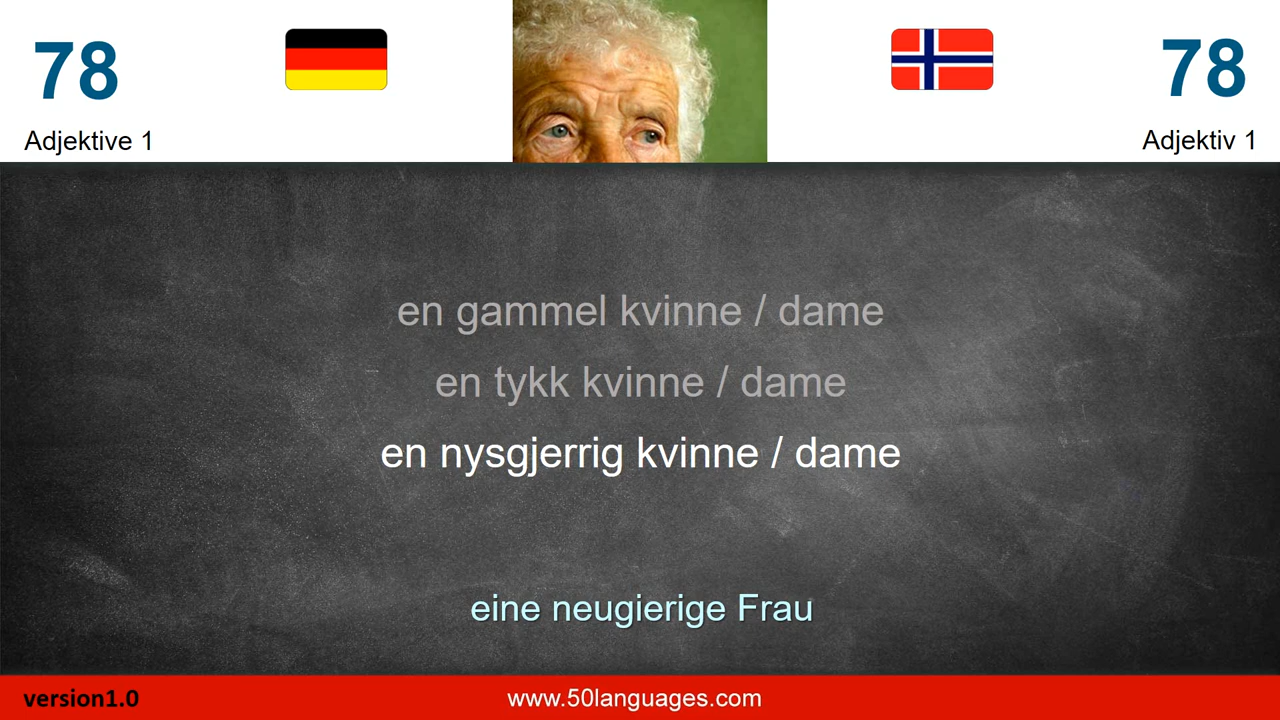 78
78
Adjektive 1
Adjektiv 1
en gammel kvinne / dame
en tykk kvinne / dame
en nysgjerrig kvinne / dame
eine neugierige Frau
version1.0
www.50languages.com